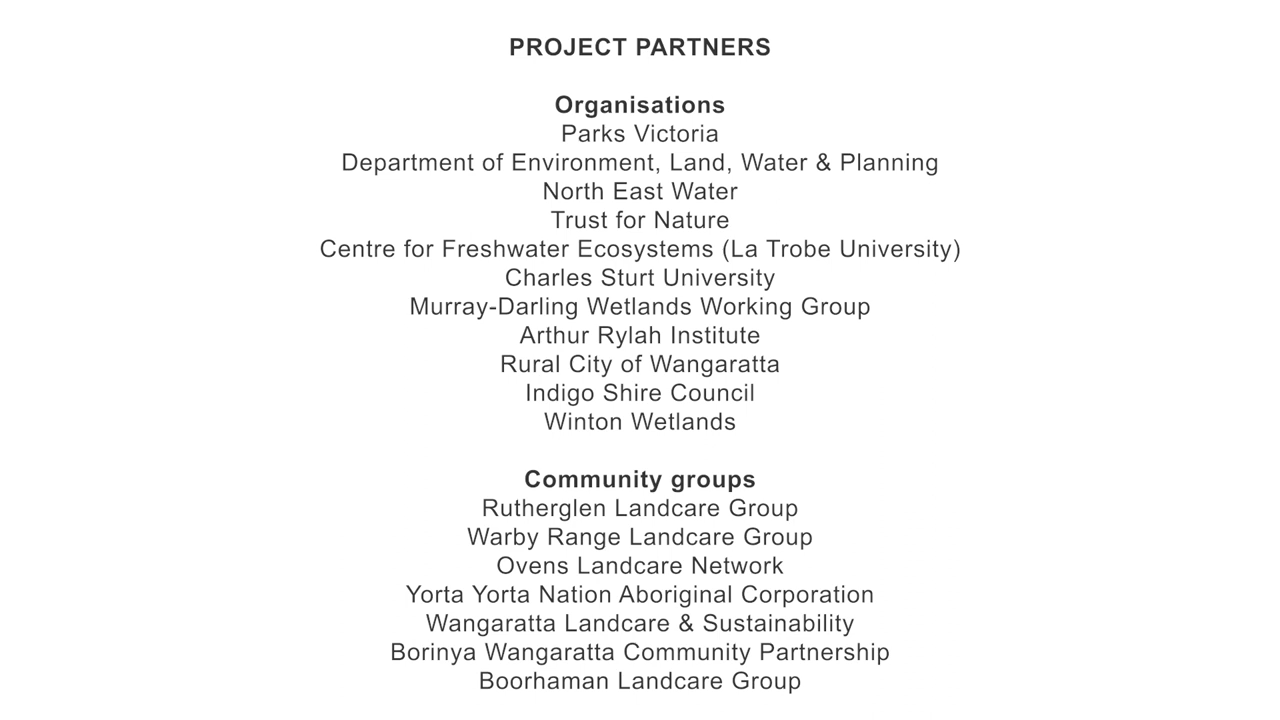 PROJECT PARTNERS
Organisations
Parks Victoria
Department of Environment, Land, Water & Planning
North East Water
Trust for Nature
Centre for Freshwater Ecosystems (La Trobe University)
Charles Sturt University
Murray-Darling Wetlands Working Group
Arthur Rylah Institute
Rural City of Wangaratta
Indigo Shire Council
Winton Wetlands
Community groups
Rutherglen Landcare Group
Warby Range Landcare Group
Ovens Landcare Network
Yorta Yorta Nation Aboriginal Corporation
Wangaratta Landcare & Sustainability
Borinya Wangaratta Community Partnership
Boorhaman Landcare Group